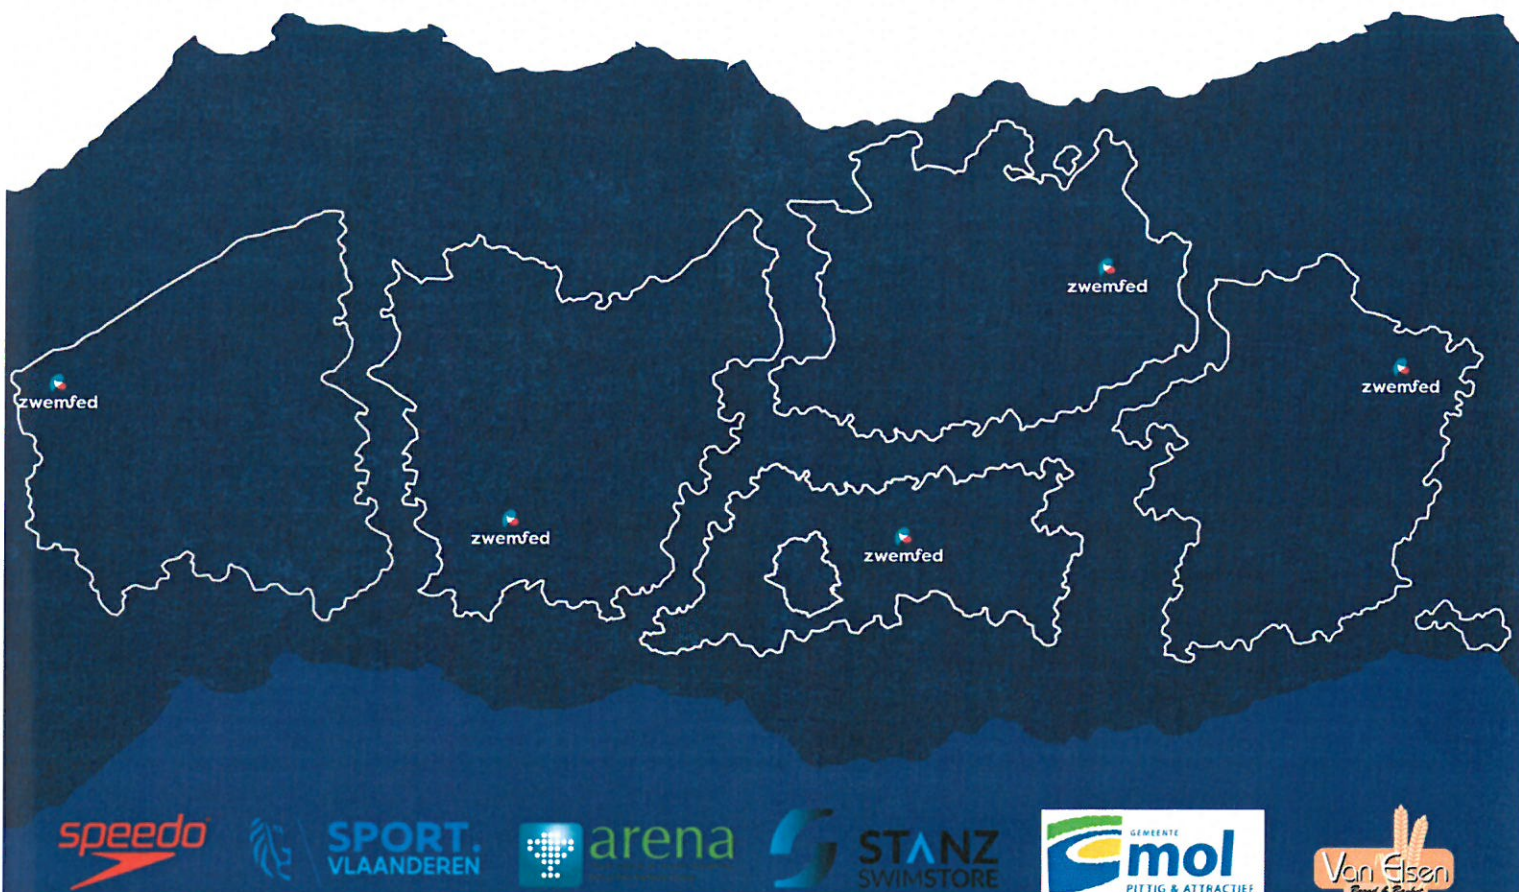 zwemfed
zwemfed
zwemfed
zwemfed
zwemfed
speedo
SPORT.
VLAANDEREN
arena
STANZ
SWIMSTORE
GEMEENTE
mol
PITTIG & ATTRACTIEF
Van Elsen